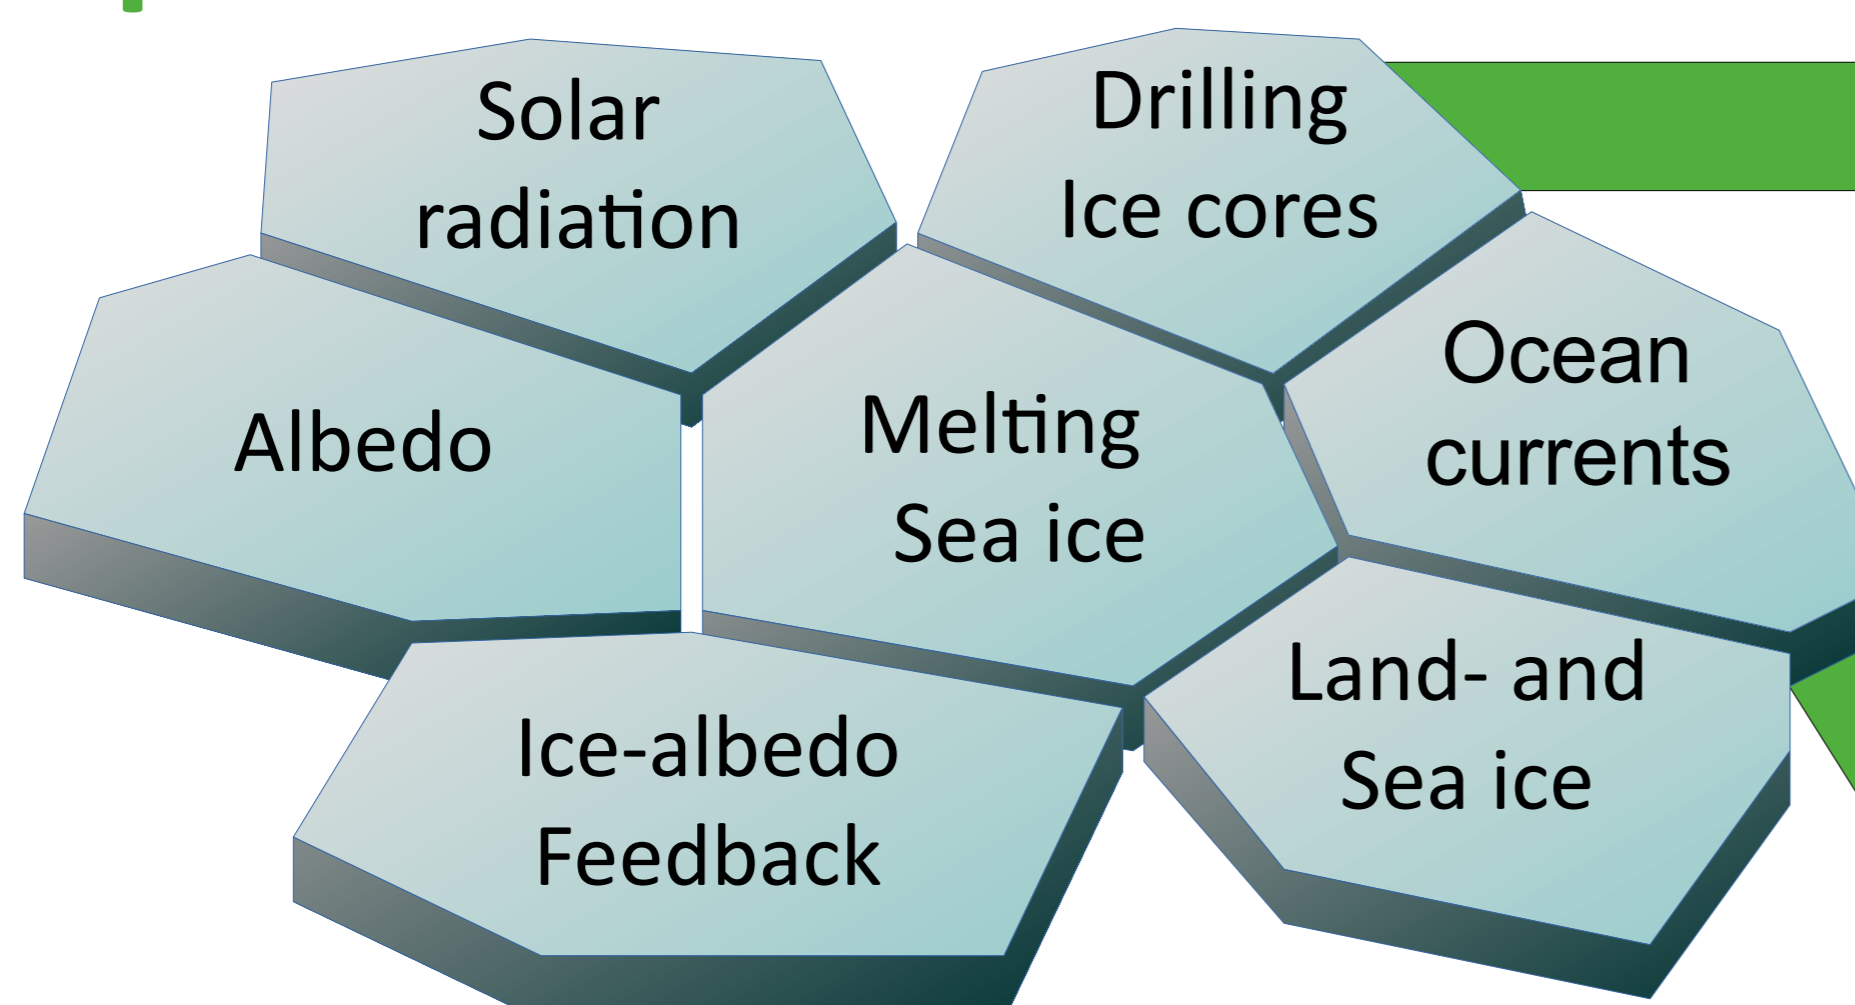 Solar
radiation
Drilling
Ice cores
Albedo
Melting
Sea ice
Ocean
currents
Ice-albedo
Feedback
Land- and
Sea ice